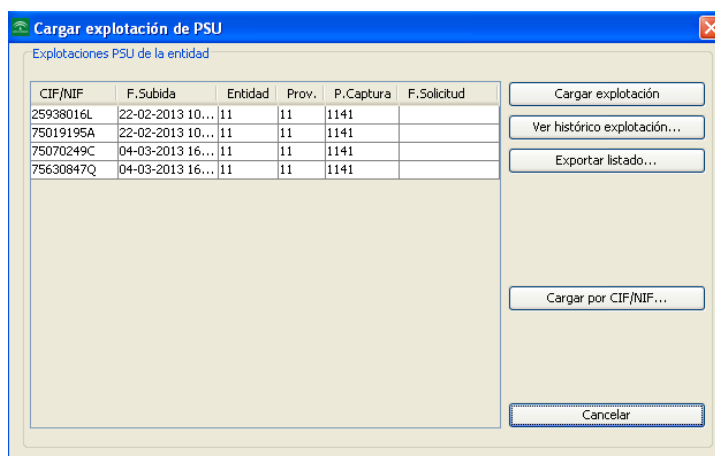 Cargar explotación de PSU
Explotaciones PSU de la entidad
CIF/NIF F.Subida Entidad Prov. P.Captura F.Solicitud
25938016L 22-02-2013 10... 11 11 1141
75019195A 22-02-2013 10... 11 11 1141
75070249C 04-03-2013 16... 11 11 1141
75630847Q 04-03-2013 16... 11 11 1141
Cargar explotación
Ver histórico explotación...
Exportar listado...
Cargar por CIF/NIF...
Cancelar